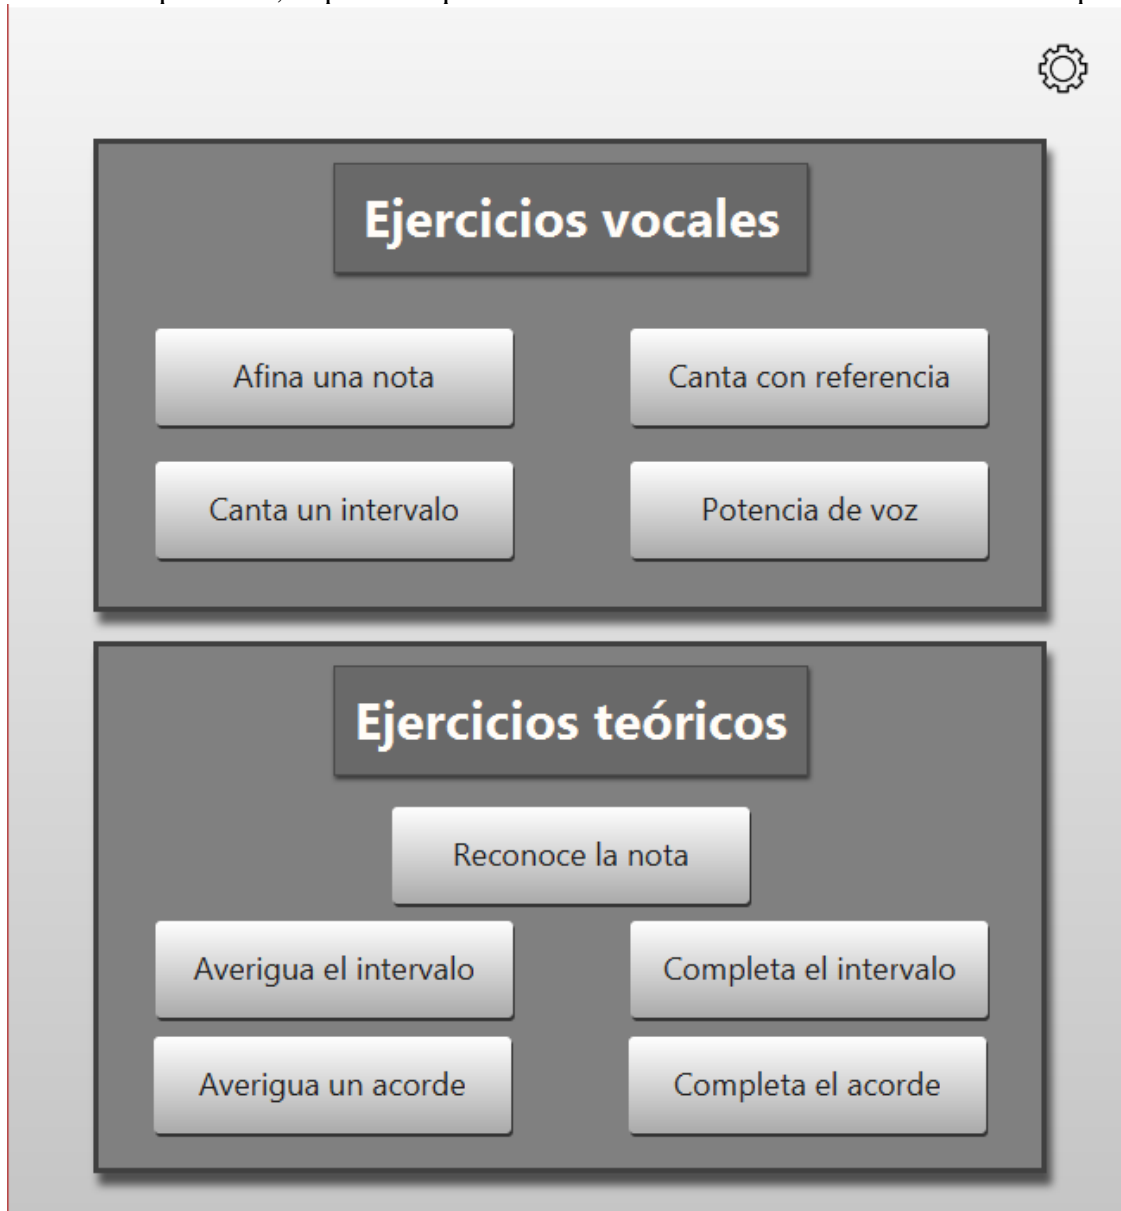 Ejercicios vocales
Afina una nota
Canta con referencia
Canta un intervalo
Potencia de voz
Ejercicios teóricos
Reconoce la nota
Averigua el intervalo
Completa el intervalo
Averigua un acorde
Completa el acorde